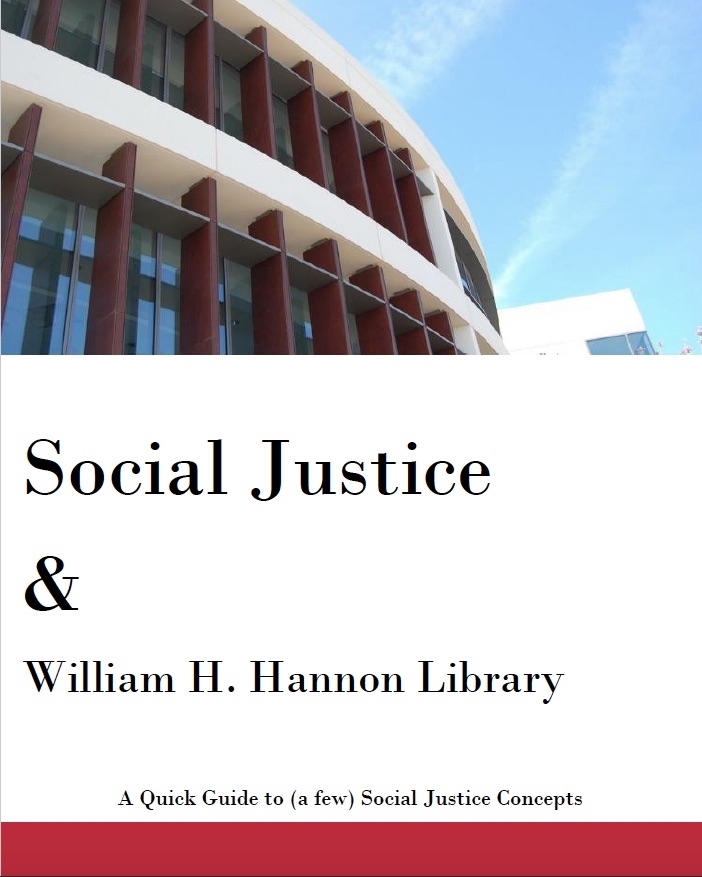 Social Justice
&
William H. Hannon Library
A Quick Guide to (a few) Social Justice Concepts